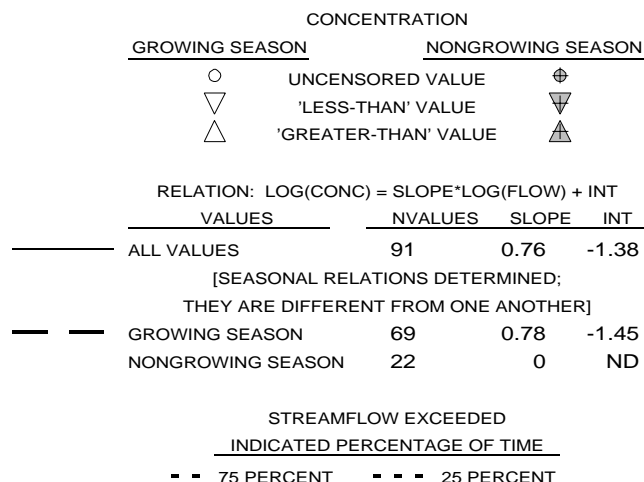 CONCENTRATION
GROWING SEASON NONGROWING SEASON
UNCENSORED VALUE
'LESS-THAN' VALUE
'GREATER-THAN' VALUE
RELATION: LOG(CONC) = SLOPE*LOG(FLOW) + INT
VALUES NVALUES SLOPE INT
ALL VALUES 91 0.76 -1.38
[SEASONAL RELATIONS DETERMINED;
THEY ARE DIFFERENT FROM ONE ANOTHER]
GROWING SEASON 69 0.78 -1.45
NONGROWING SEASON 22 0 ND
STREAMFLOW EXCEEDED
INDICATED PERCENTAGE OF TIME
75 PERCENT 25 PERCENT